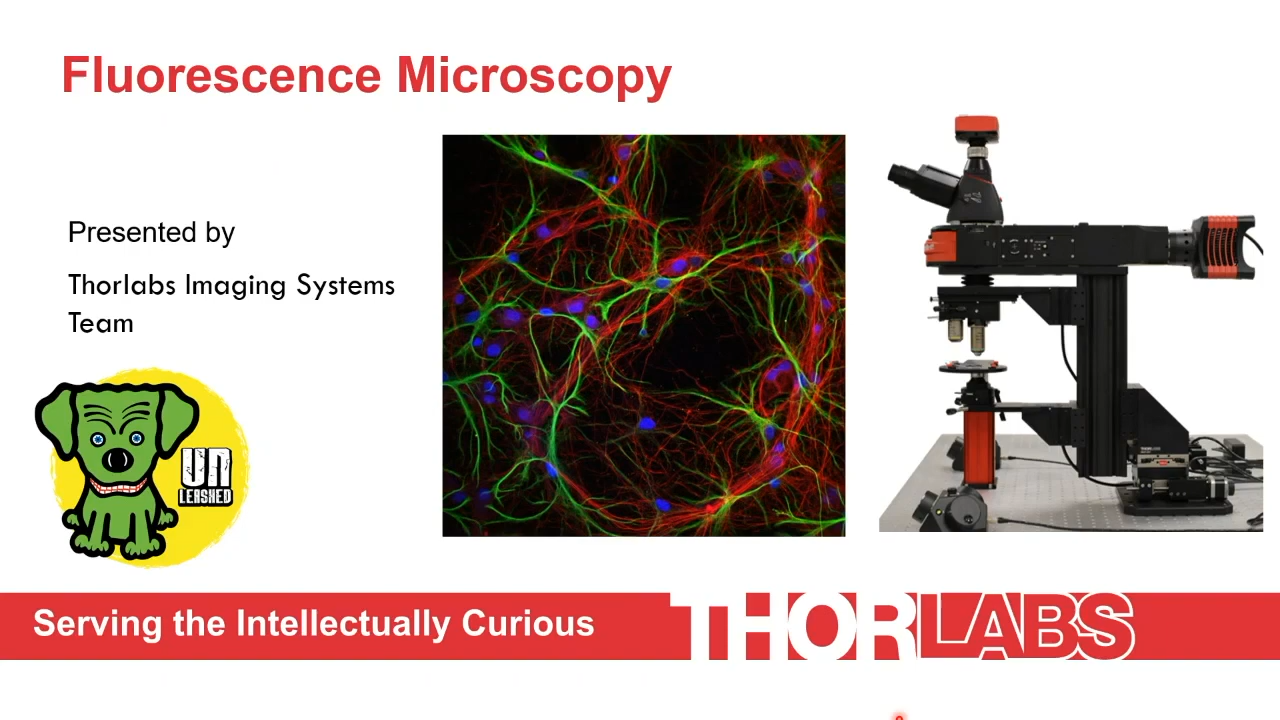 Fluorescence Microscopy
Presented by
Thorlabs Imaging Systems
Team
UN
LEASHED
Serving the Intellectually Curious
THORLABS